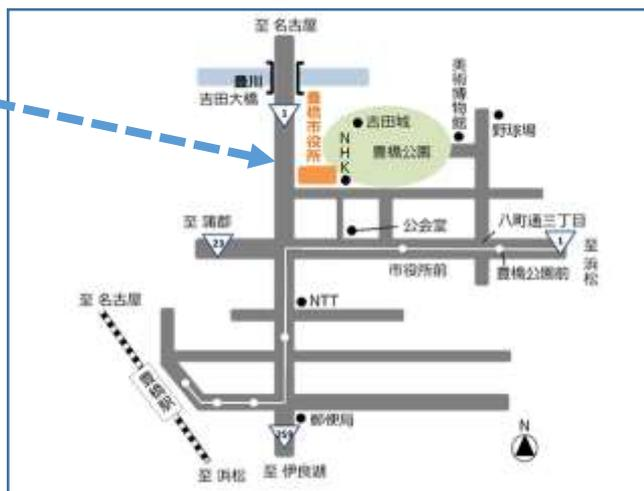 至 名古屋
豊川
吉田大橋
1
豊橋市役所
吉田城
NHK
豊橋公園
美術博物館
野球場
至 蒲郡
23
公会堂
八町通三丁目
1
至 浜松
市役所前
豊橋公園前
至 名古屋
NTT
豊橋駅
郵便局
259
至 浜松
至 伊良湖
N